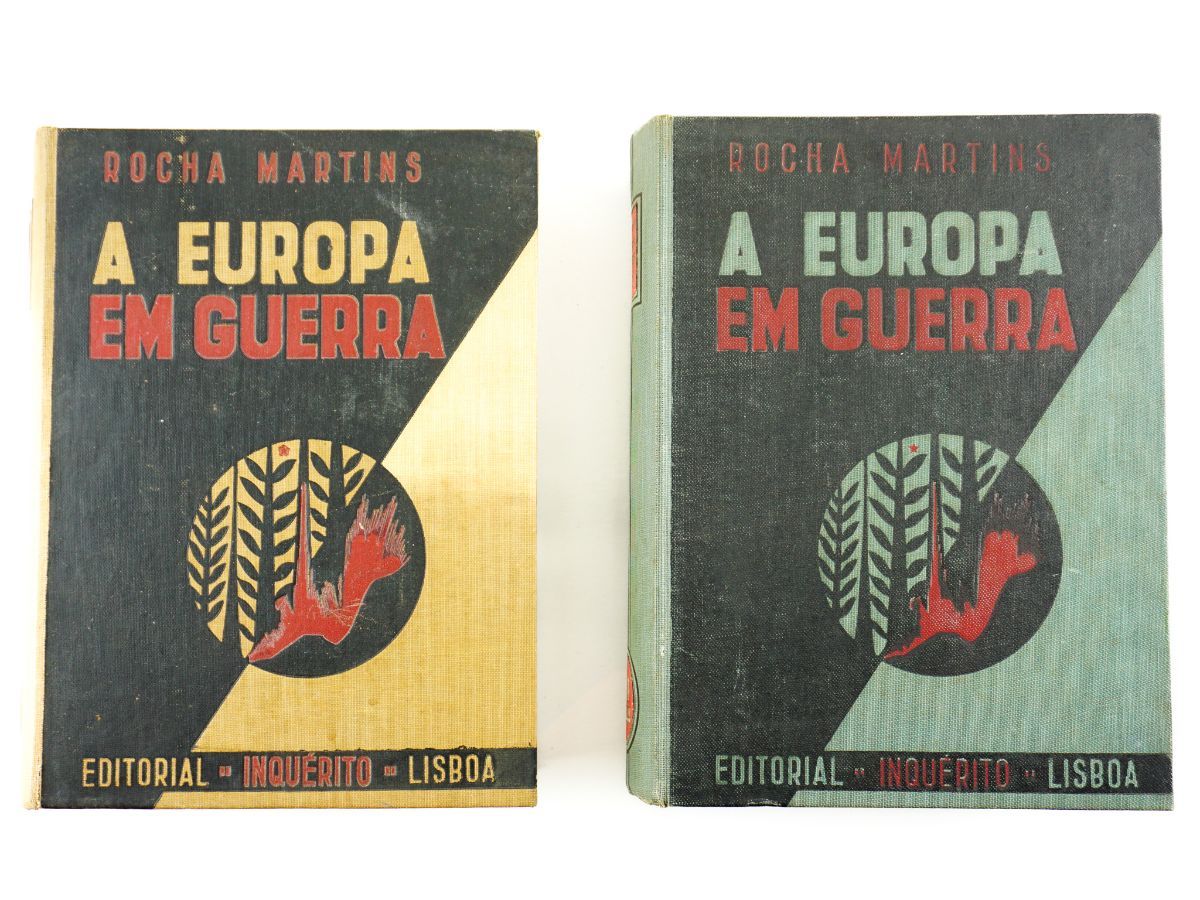 ROCHA MARTINS
A EUROPA
EM GUERRA
EDITORIAL - INQUÉRITO - LISBOA
ROCHA MARTINS
A EUROPA
EM GUERRA
EDITORIAL - INQUÉRITO - LISBOA